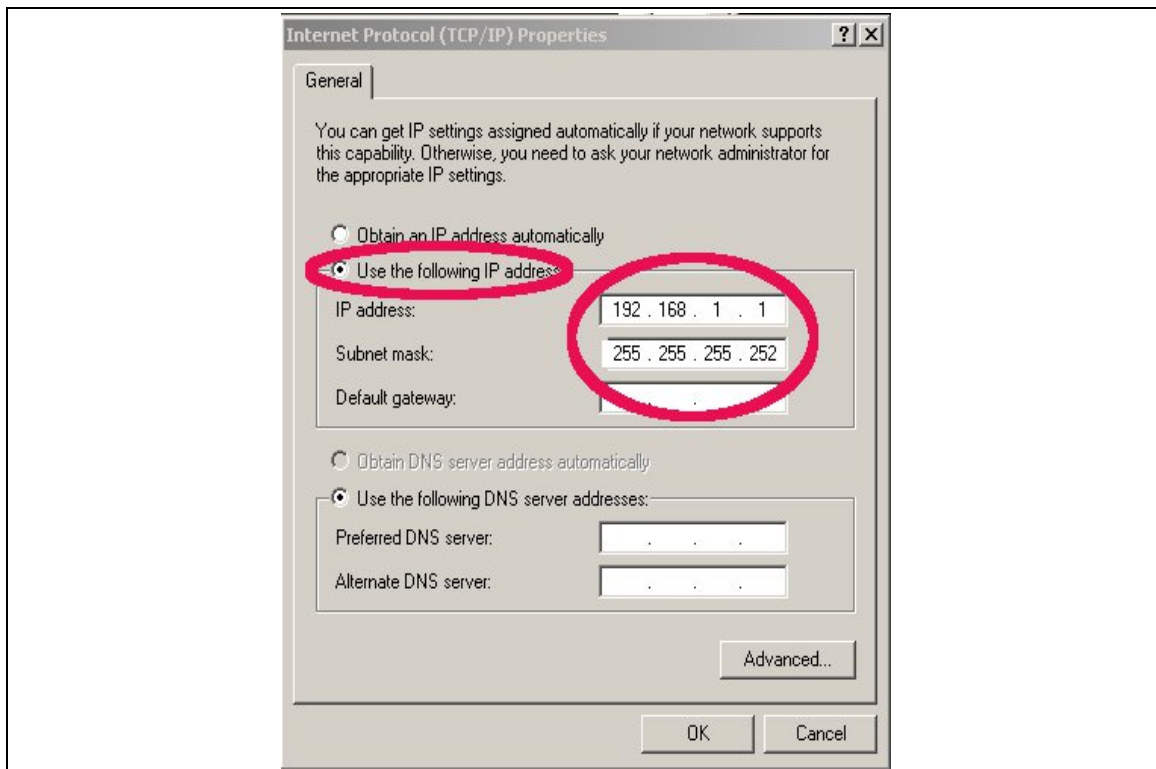 Internet Protocol (TCP/IP) Properties
General
You can get IP settings assigned automatically if your network supports
this capability. Otherwise, you need to ask your network administrator for
the appropriate IP settings.
Obtain an IP address automatically
Use the following IP address
IP address: 192 . 168 . 1 . 1
Subnet mask: 255 . 255 . 255 . 252
Default gateway: . . .
Obtain DNS server address automatically
Use the following DNS server addresses:
Preferred DNS server: . . .
Alternate DNS server: . . .
Advanced...
OK Cancel